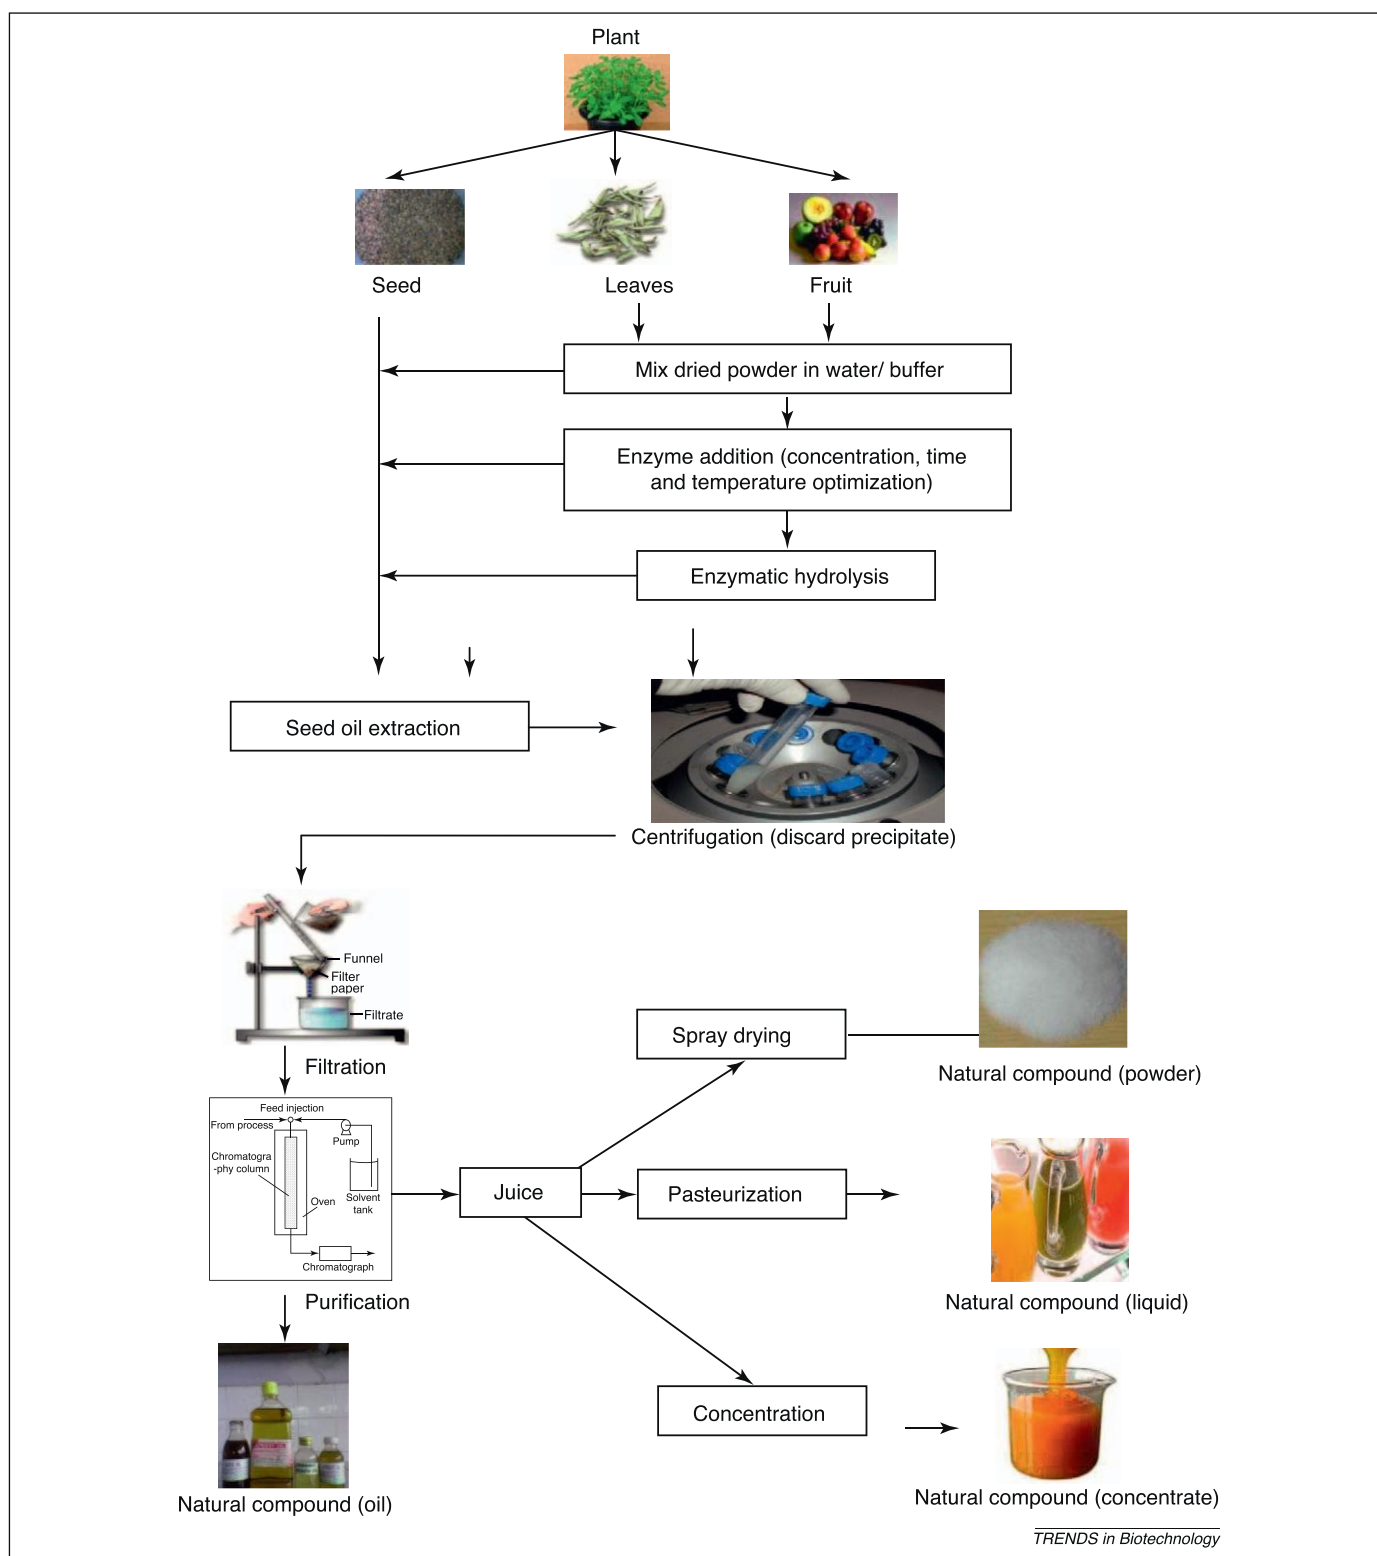 Plant
Seed
Leaves
Fruit
Mix dried powder in water/ buffer
Enzyme addition (concentration, time
and temperature optimization)
Enzymatic hydrolysis
Seed oil extraction
Centrifugation (discard precipitate)
Funnel
Filter
paper
Filtrate
Filtration
Spray drying
Natural compound (powder)
Feed injection
From process
Pump
Chromatogra
-phy column
Oven
Solvent
tank
Chromatograph
Purification
Juice
Pasteurization
Natural compound (liquid)
Concentration
Natural compound (concentrate)
Natural compound (oil)
TRENDS in Biotechnology